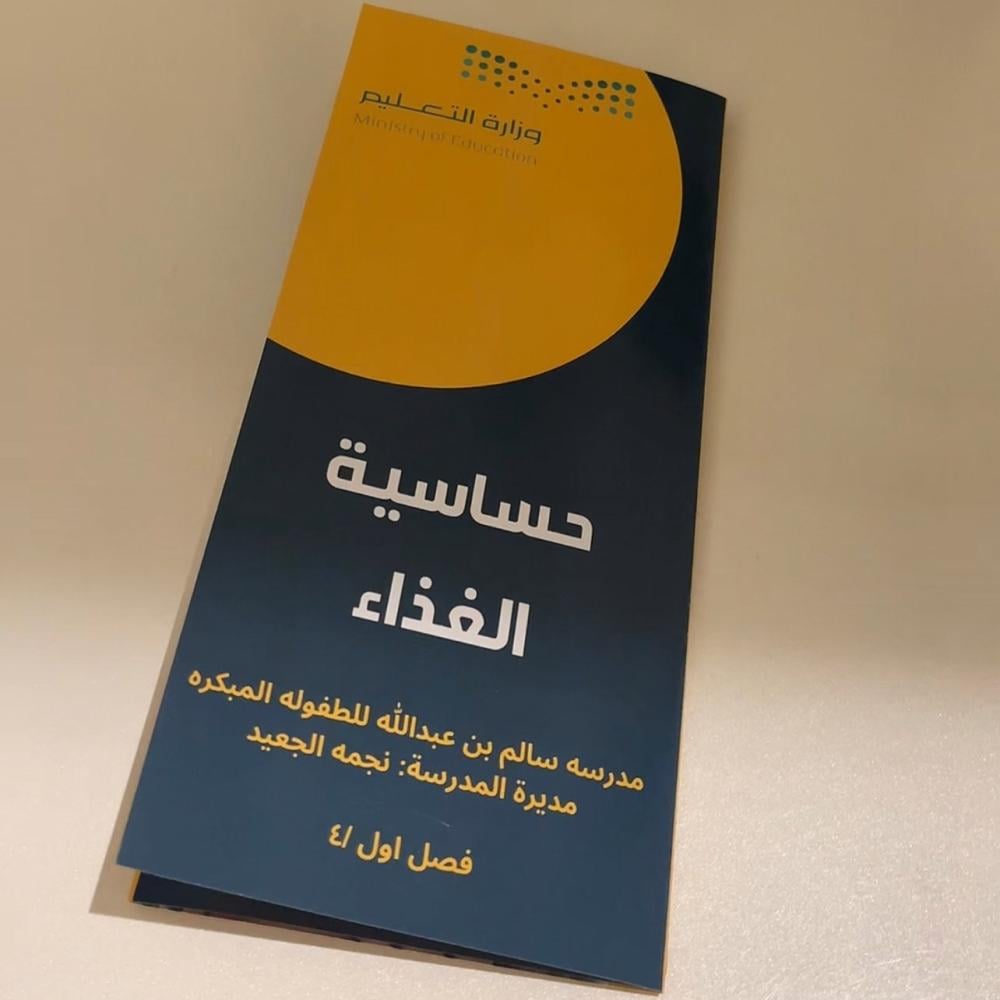 وزارة التعليم
Ministry of Education
حساسية
الغذاء
مدرسه سالم بن عبدالله للطفوله المبكره
مديرة المدرسة: نجمه الجعيد
فصل اول /٤